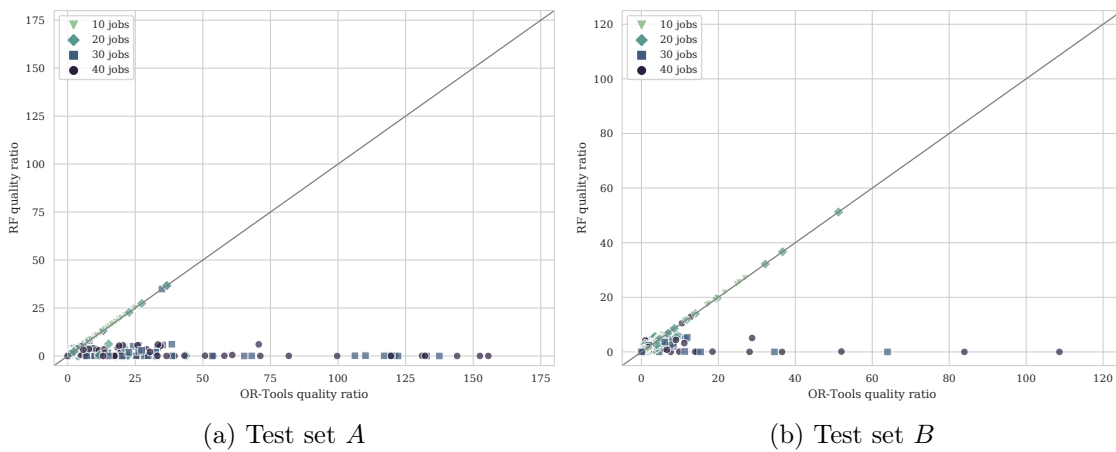 175
150
125
100
75
50
25
0
RF quality ratio
10 jobs
20 jobs
30 jobs
40 jobs
0 25 50 75 100 125 150 175
OR-Tools quality ratio
(a) Test set A
120
100
80
60
40
20
0
RF quality ratio
10 jobs
20 jobs
30 jobs
40 jobs
0 20 40 60 80 100 120
OR-Tools quality ratio
(b) Test set B